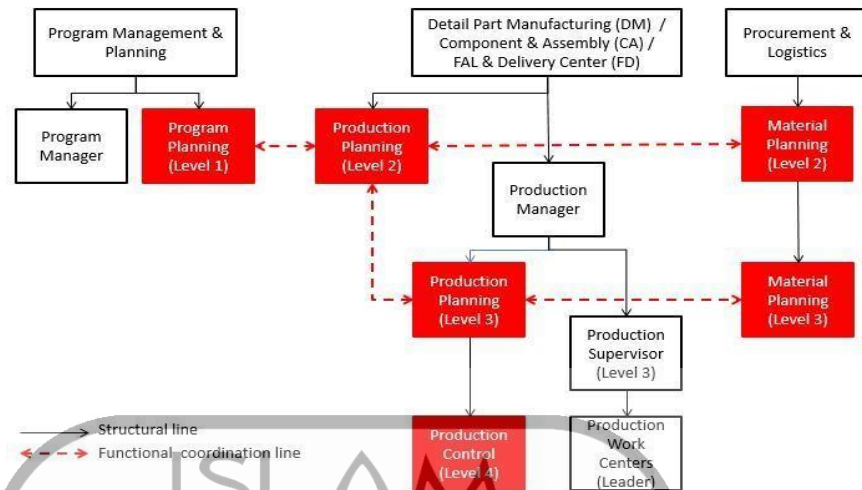 Program Management &
Planning
Detail Part Manufacturing (DM) /
Component & Assembly (CA) /
FAL & Delivery Center (FD)
Procurement &
Logistics
Program
Manager
Program
Planning
(Level 1)
Production
Planning
(Level 2)
Material
Planning
(Level 2)
Production
Manager
Production
Planning
(Level 3)
Material
Planning
(Level 3)
Production
Supervisor
(Level 3)
Structural line
Functional coordination line
Production
Control
(Level 4)
Production
Work
Centers
(Leader)
ISLAM